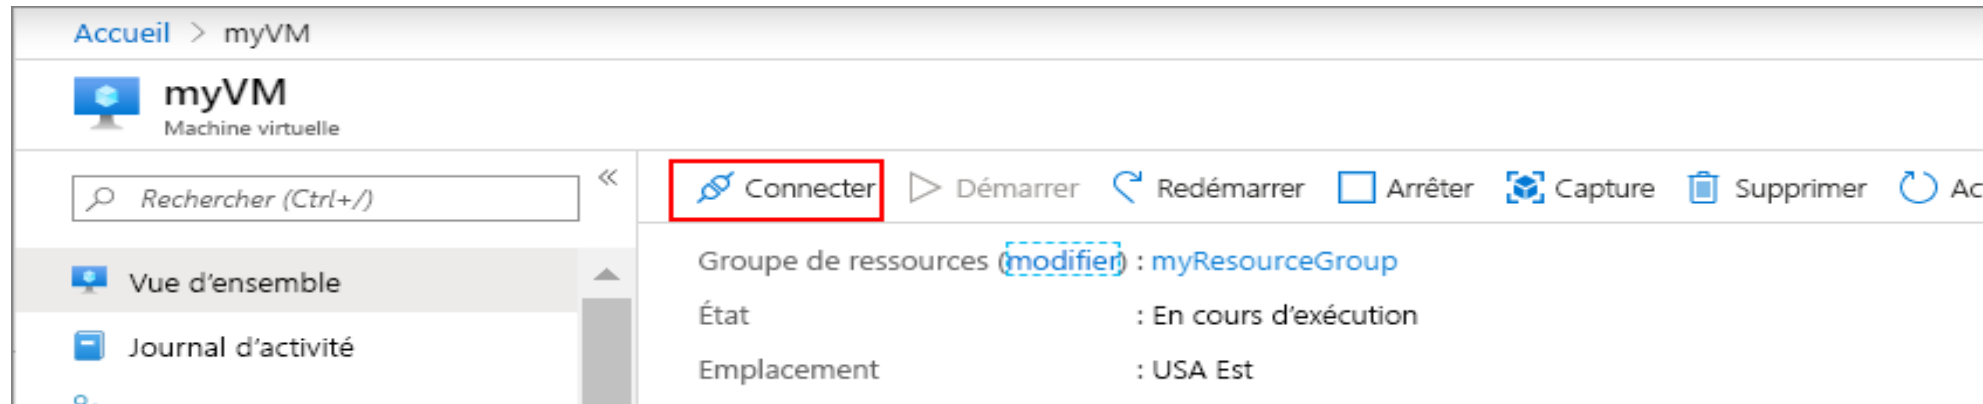 Accueil > myVM
myVM
Machine virtuelle
Rechercher (Ctrl+/)
«
Connecter Démarrer Redémarrer Arrêter Capture Supprimer Ac
Vue d’ensemble
Journal d’activité
Groupe de ressources (modifier) : myResourceGroup
État : En cours d’exécution
Emplacement : USA Est